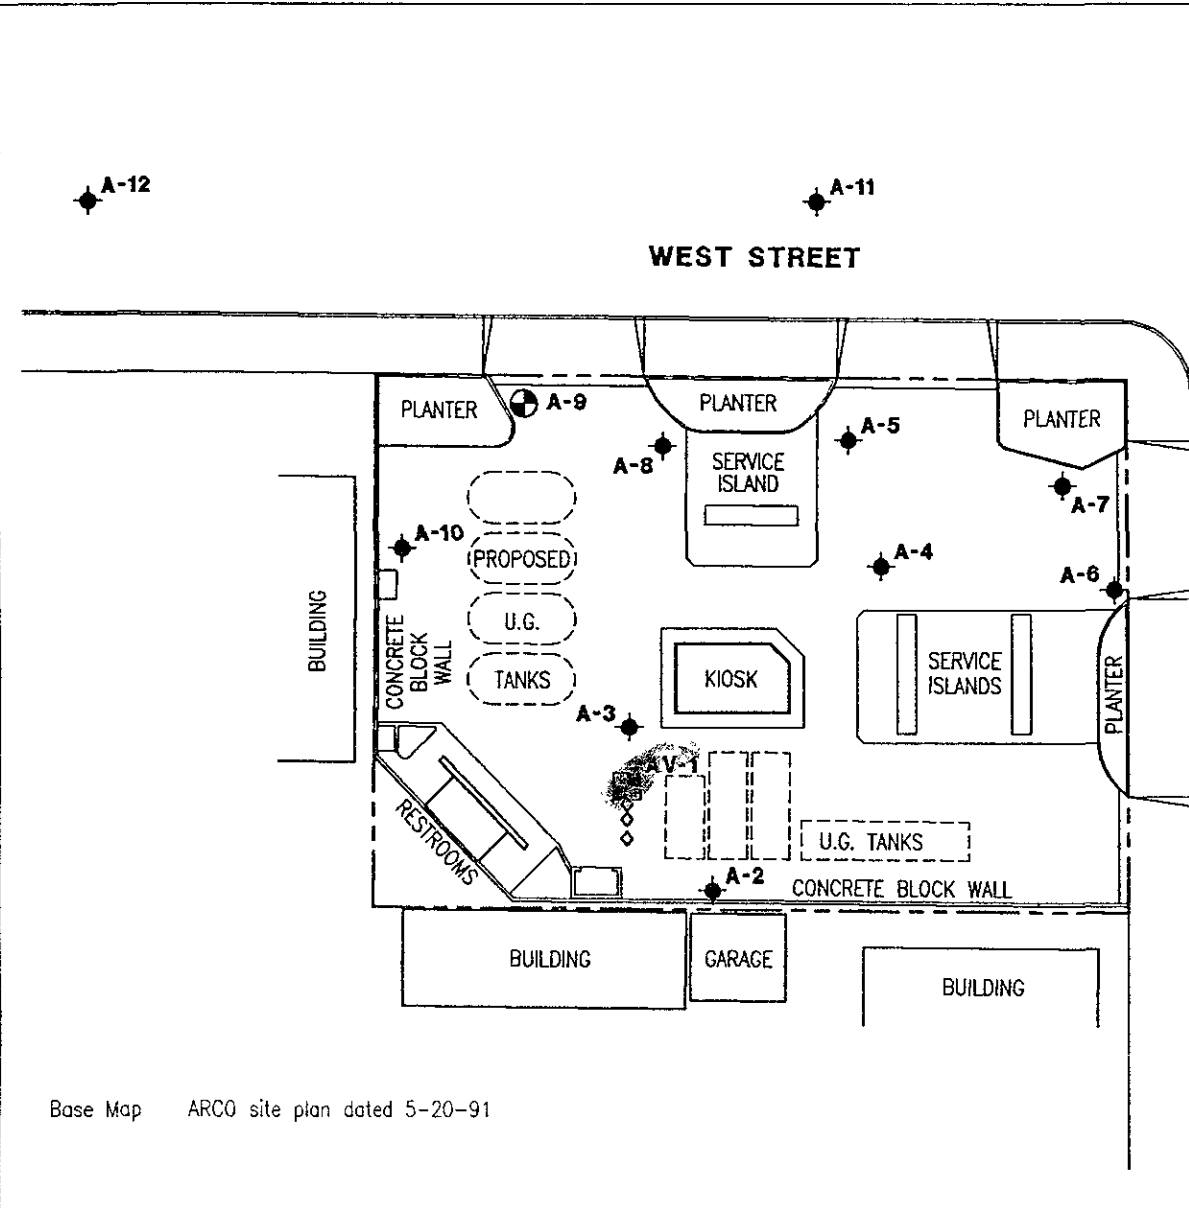 A-12
A-11
WEST STREET
PLANTER
A-9
PLANTER
A-5
PLANTER
A-8
SERVICE
ISLAND
A-7
A-10
PROPOSED
A-4
A-6
BUILDING
CONCRETE
BLOCK
WALL
U.G.
TANKS
KIOSK
SERVICE
ISLANDS
PLANTER
A-3
AV-1
RESTROOMS
U.G. TANKS
A-2
CONCRETE BLOCK WALL
BUILDING
GARAGE
BUILDING
Base Map ARCO site plan dated 5-20-91